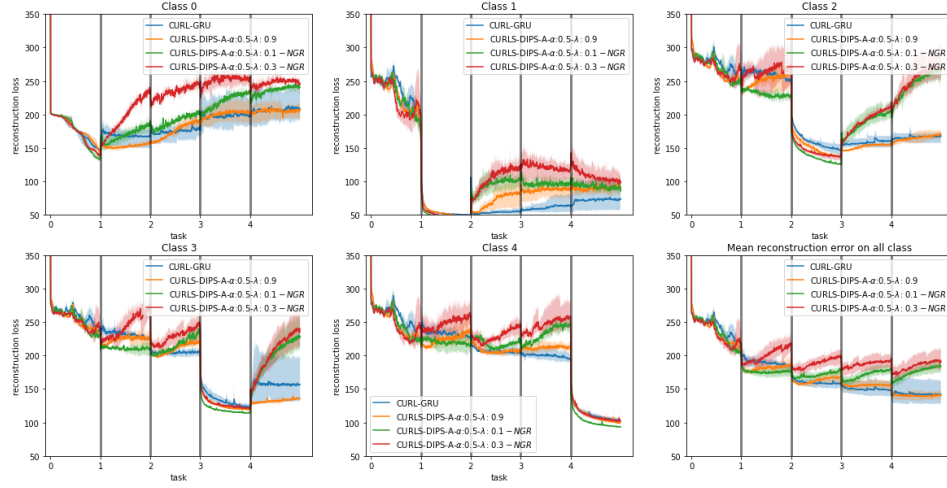 Class 0
350
300
250
200
150
100
50
reconstruction loss
CURL-GRU
CURLS-DIPS-A-α:0.5-λ: 0.9
CURLS-DIPS-A-α:0.5-λ: 0.1 − NGR
CURLS-DIPS-A-α:0.5-λ: 0.3 − NGR
0 1 2 3 4
task
Class 1
350
300
250
200
150
100
50
reconstruction loss
CURL-GRU
CURLS-DIPS-A-α:0.5-λ: 0.9
CURLS-DIPS-A-α:0.5-λ: 0.1 − NGR
CURLS-DIPS-A-α:0.5-λ: 0.3 − NGR
0 1 2 3 4
task
Class 2
350
300
250
200
150
100
50
reconstruction loss
CURL-GRU
CURLS-DIPS-A-α:0.5-λ: 0.9
CURLS-DIPS-A-α:0.5-λ: 0.1 − NGR
CURLS-DIPS-A-α:0.5-λ: 0.3 − NGR
0 1 2 3 4
task
Class 3
350
300
250
200
150
100
50
reconstruction loss
CURL-GRU
CURLS-DIPS-A-α:0.5-λ: 0.9
CURLS-DIPS-A-α:0.5-λ: 0.1 − NGR
CURLS-DIPS-A-α:0.5-λ: 0.3 − NGR
0 1 2 3 4
task
Class 4
350
300
250
200
150
100
50
reconstruction loss
CURL-GRU
CURLS-DIPS-A-α:0.5-λ: 0.9
CURLS-DIPS-A-α:0.5-λ: 0.1 − NGR
CURLS-DIPS-A-α:0.5-λ: 0.3 − NGR
0 1 2 3 4
task
Mean reconstruction error on all class
350
300
250
200
150
100
50
reconstruction loss
CURL-GRU
CURLS-DIPS-A-α:0.5-λ: 0.9
CURLS-DIPS-A-α:0.5-λ: 0.1 − NGR
CURLS-DIPS-A-α:0.5-λ: 0.3 − NGR
0 1 2 3 4
task